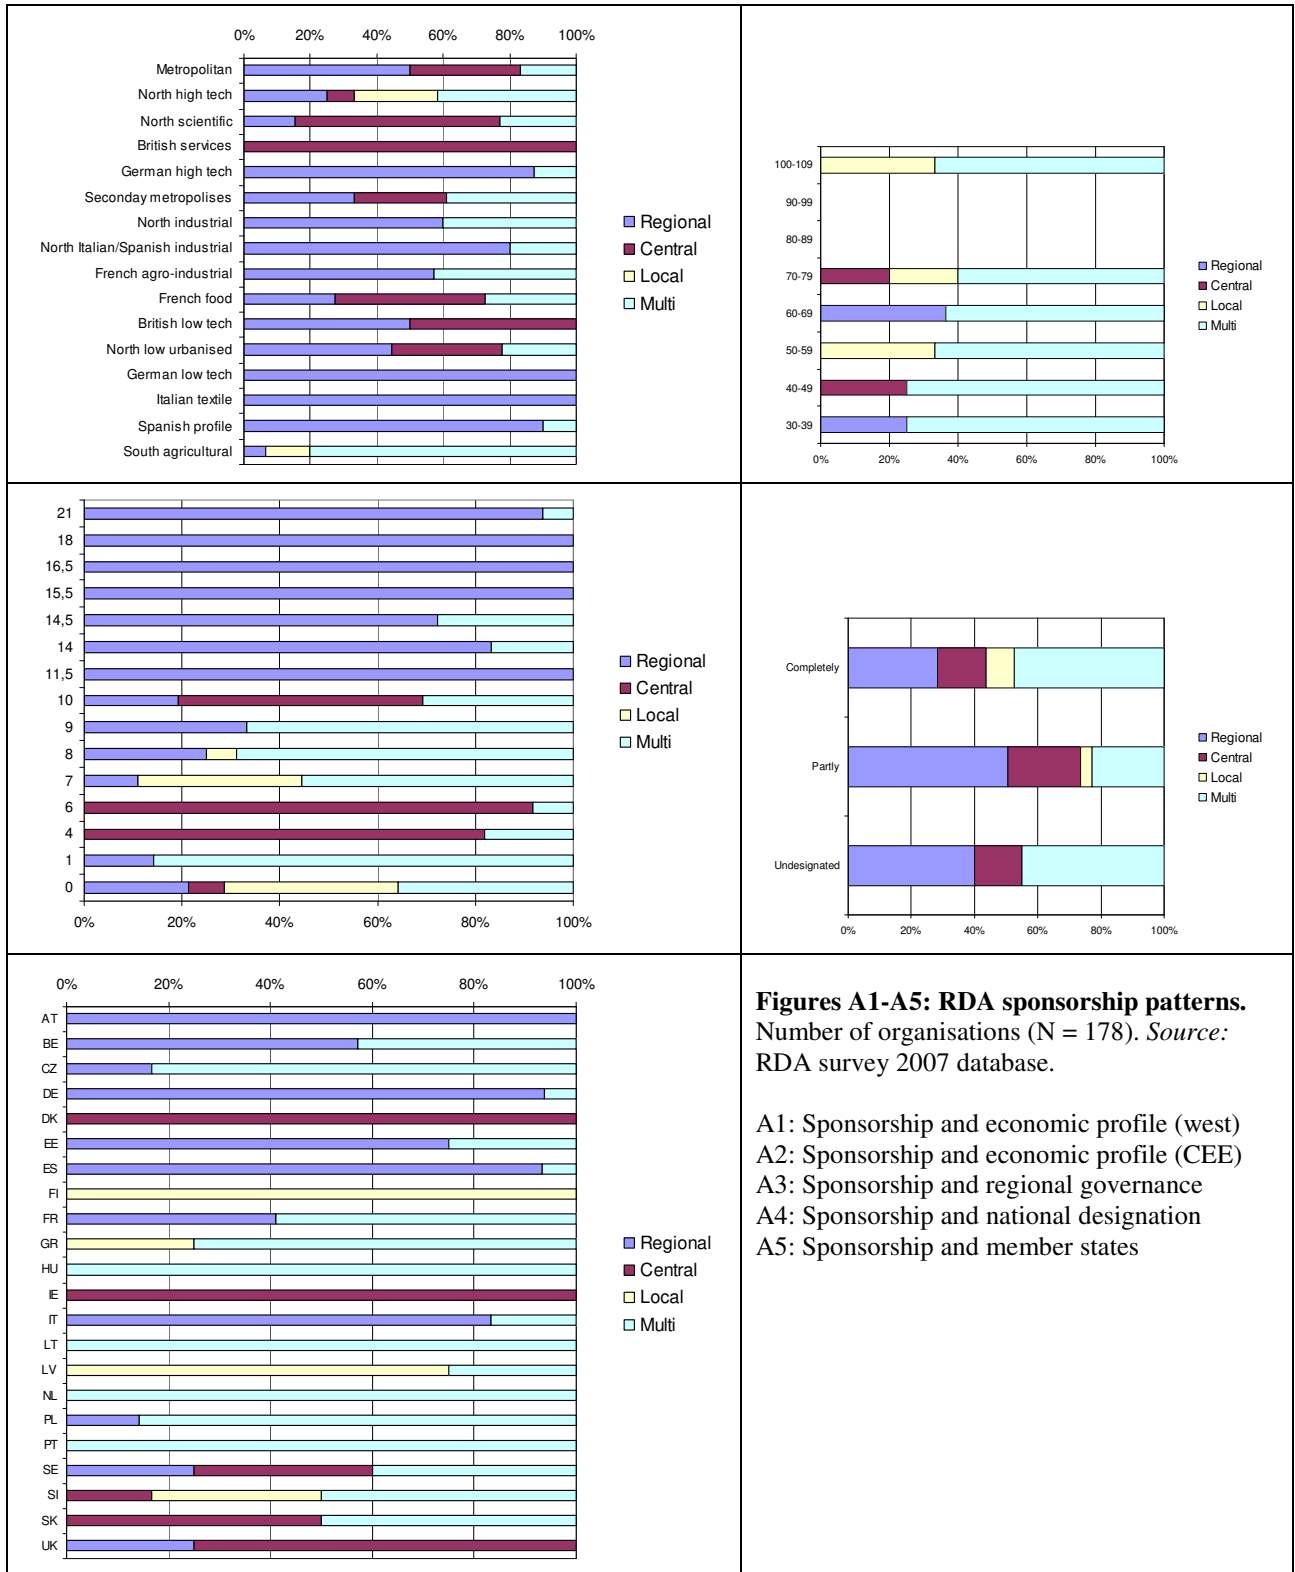 0% 20% 40% 60% 80% 100%
Metropolitan
North high tech
North scientific
British services
German high tech
Seconday metropolises
North industrial
North Italian/Spanish industrial
French agro-industrial
French food
British low tech
North low urbanised
German low tech
Italian textile
Spanish profile
South agricultural
Regional
Central
Local
Multi
100-109
90-99
80-89
70-79
60-69
50-59
40-49
30-39
0% 20% 40% 60% 80% 100%
Regional
Central
Local
Multi
21
18
16,5
15,5
14,5
14
11,5
10
9
8
7
6
4
1
0
0% 20% 40% 60% 80% 100%
Regional
Central
Local
Multi
Completely
Partly
Undesignated
0% 20% 40% 60% 80% 100%
Regional
Central
Local
Multi
0% 20% 40% 60% 80% 100%
AT
BE
CZ
DE
DK
EE
ES
FI
FR
GR
HU
IE
IT
LT
LV
NL
PL
PT
SE
SI
SK
UK
Regional
Central
Local
Multi
Figures A1-A5: RDA sponsorship patterns.
Number of organisations (N = 178). Source:
RDA survey 2007 database.
A1: Sponsorship and economic profile (west)
A2: Sponsorship and economic profile (CEE)
A3: Sponsorship and regional governance
A4: Sponsorship and national designation
A5: Sponsorship and member states